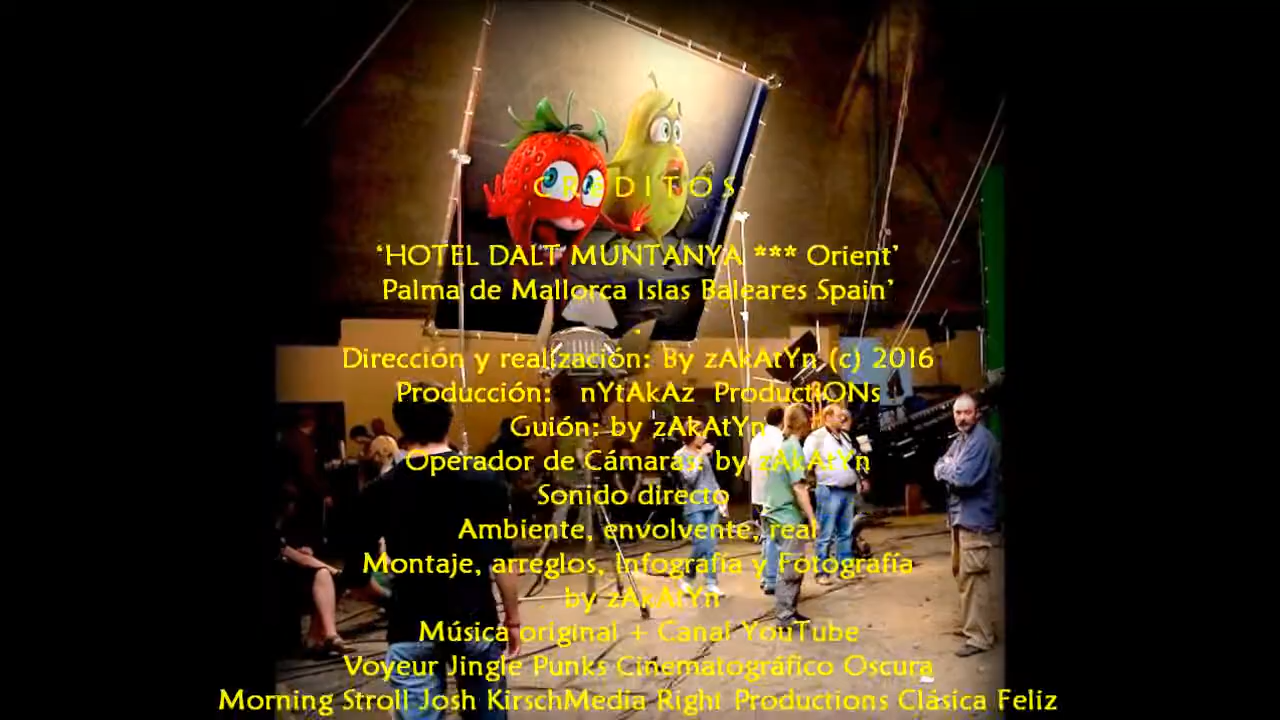 CRéDITOS
.
‘HOTEL DALT MUNTANYA *** Orient’
Palma de Mallorca Islas Baleares Spain’
.
Dirección y realización: By zAkAtYn (c) 2016
Producción: nYtAkAz ProductiONs
Guión: by zAkAtYn
Operador de Cámaras: by zAkAtYn
Sonido directo
Ambiente, envolvente, real
Montaje, arreglos, Infografía y Fotografía
by zAkAtYn
Música original + Canal YouTube
Voyeur Jingle Punks Cinematográfico Oscura
Morning Stroll Josh KirschMedia Right Productions Clásica Feliz